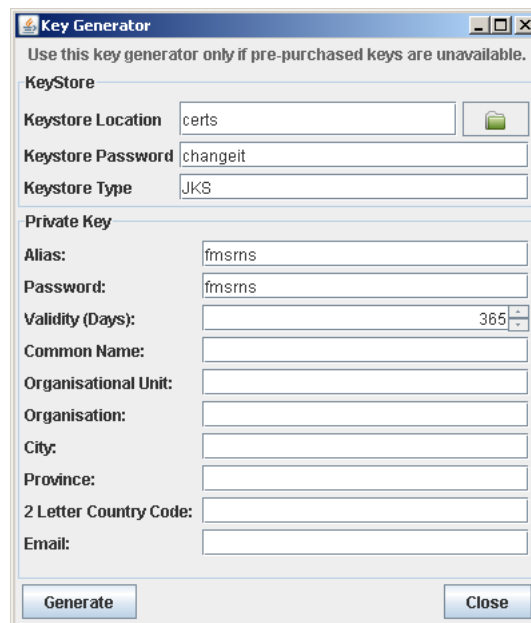 Key Generator
Use this key generator only if pre-purchased keys are unavailable.
KeyStore
Keystore Location certs
Keystore Password changeit
Keystore Type JKS
Private Key
Alias: fmsrns
Password: fmsrns
Validity (Days): 365
Common Name:
Organisational Unit:
Organisation:
City:
Province:
2 Letter Country Code:
Email:
Generate Close